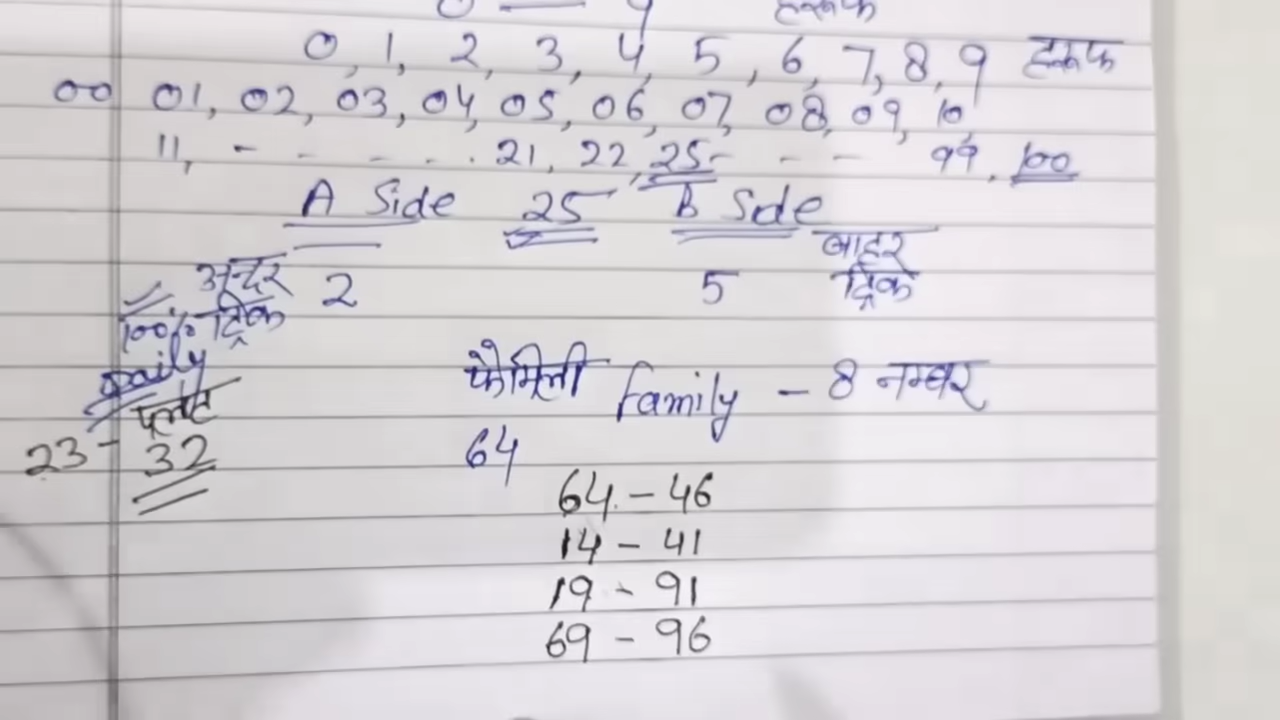 0, 1, 2, 3, 4, 5, 6, 7, 8, 9 हरूफ
00 01, 02, 03, 04, 05, 06, 07, 08, 09, 10,
11, - - - - . . 21, 22, 25 - - - 99, 100
A Side 25 B Side
अन्दर 2 5 बाहर
100% ट्रिक ट्रिक
Daily
पलट
23 - 32
फैमिली family - 8 नम्बर
64
64 - 46
14 - 41
19 - 91
69 - 96